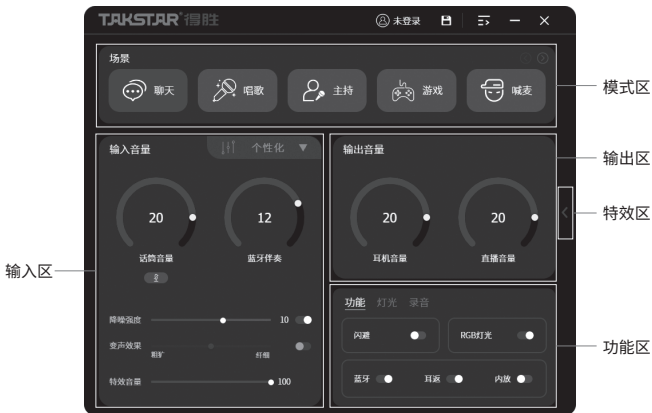 TAKSTAR 得胜
未登录
场景
聊天 唱歌 主持 游戏 喊麦
模式区
输入音量 个性化
20 12
话筒音量 蓝牙伴奏
降噪强度 10
变声效果
粗犷 纤细
特效音量 100
输入区
输出音量
20 20
耳机音量 直播音量
输出区
特效区
功能 灯光 录音
闪避 RGB灯光
蓝牙 耳返 内放
功能区